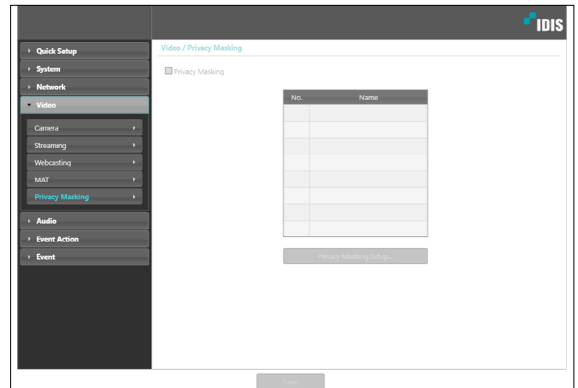 IDIS
Quick Setup
System
Network
Video
Camera
Streaming
Webcasting
MAT
Privacy Masking
Audio
Event Action
Event
Video / Privacy Masking
Privacy Masking
No. Name
Privacy Masking Setup...
Save